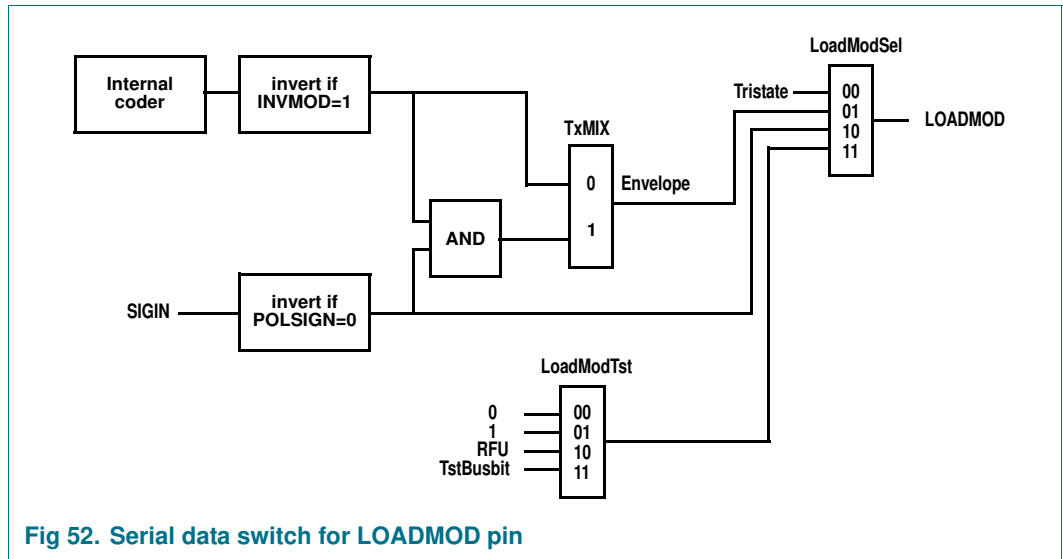 LoadModSel
Internal
coder
invert if
INVMOD=1
Tristate
00
01
10
11
LOADMOD
TxMIX
0
1
Envelope
AND
SIGIN
invert if
POLSIGN=0
LoadModTst
0
1
RFU
TstBusbit
00
01
10
11
Fig 52. Serial data switch for LOADMOD pin